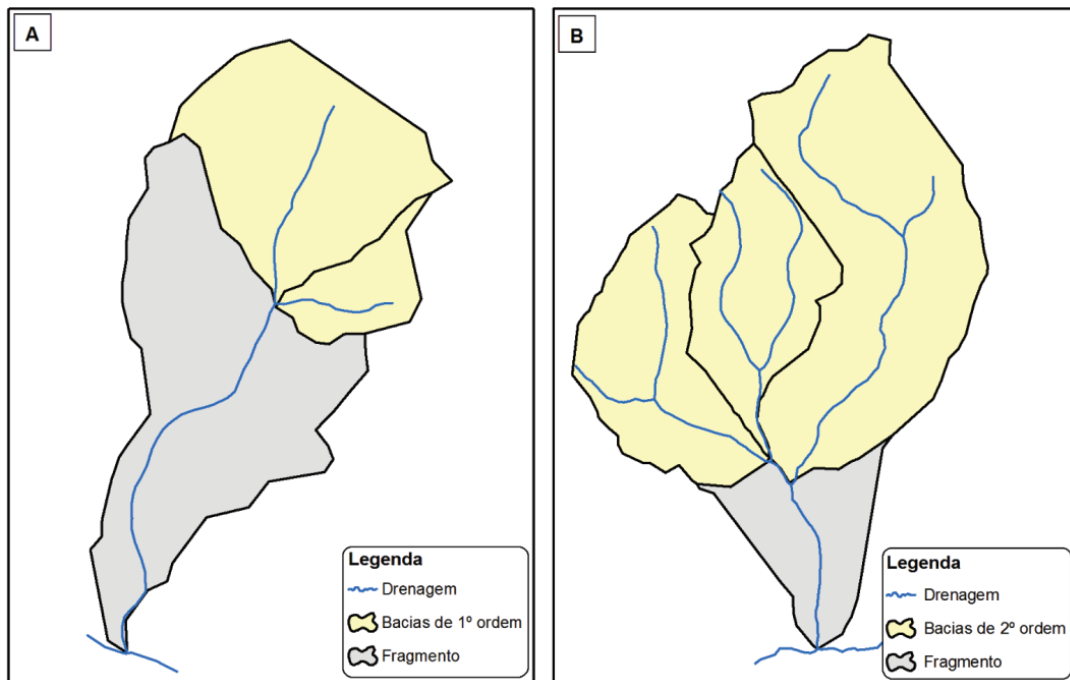 A
Legenda
Drenagem
Bacias de 1º ordem
Fragmento
B
Legenda
Drenagem
Bacias de 2º ordem
Fragmento